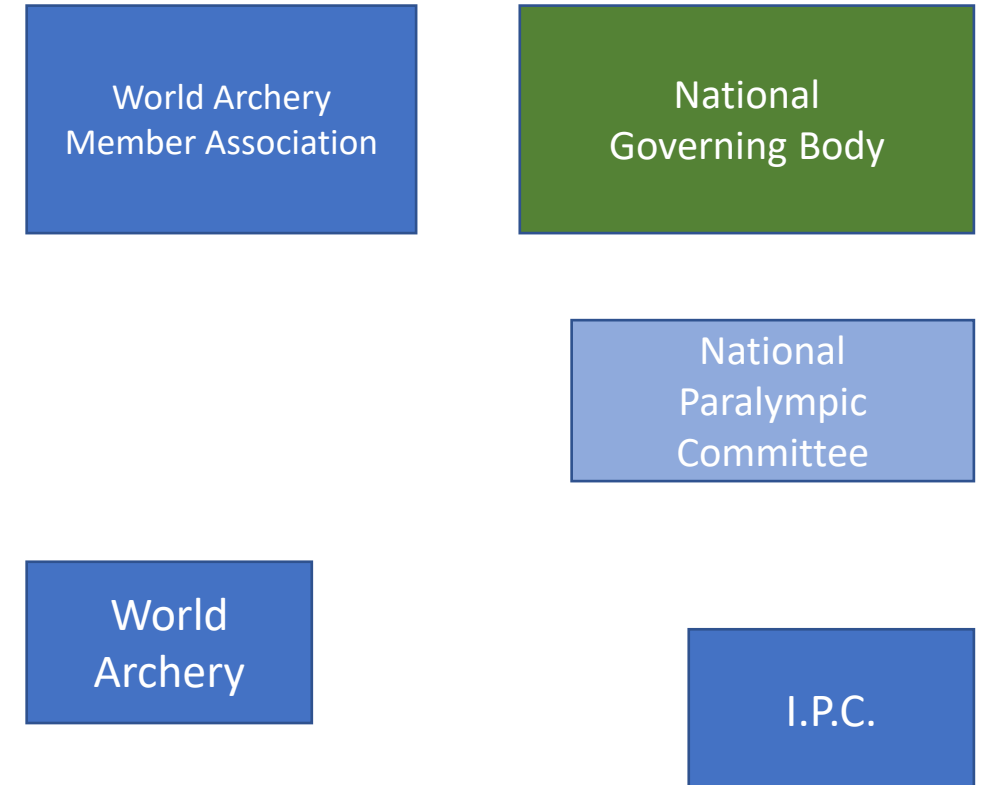 World Archery
Member Association
National
Governing Body
National
Paralympic
Committee
World
Archery
I.P.C.